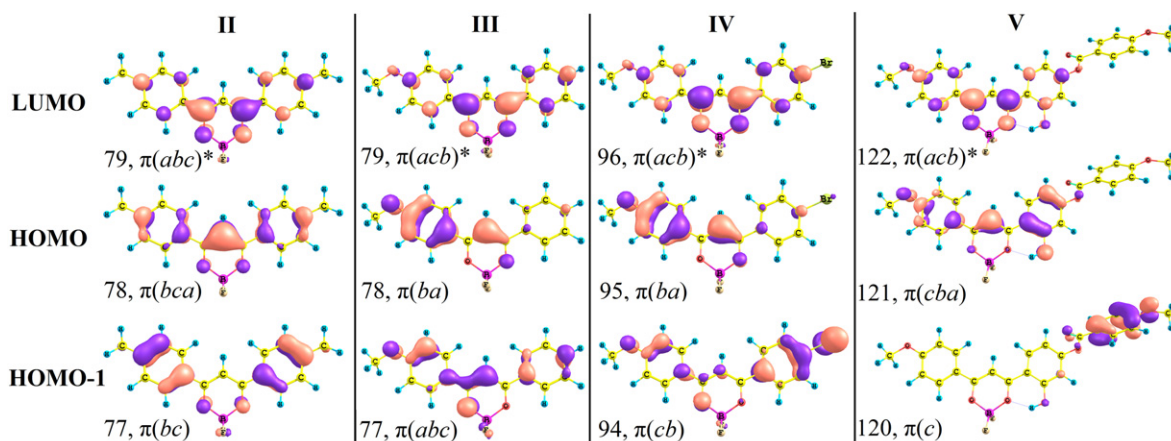 II III IV V
LUMO
79, π(abc)* 79, π(acb)* 96, π(acb)* 122, π(acb)*
HOMO
78, π(bca) 78, π(ba) 95, π(ba) 121, π(cba)
HOMO-1
77, π(bc) 77, π(abc) 94, π(cb) 120, π(c)